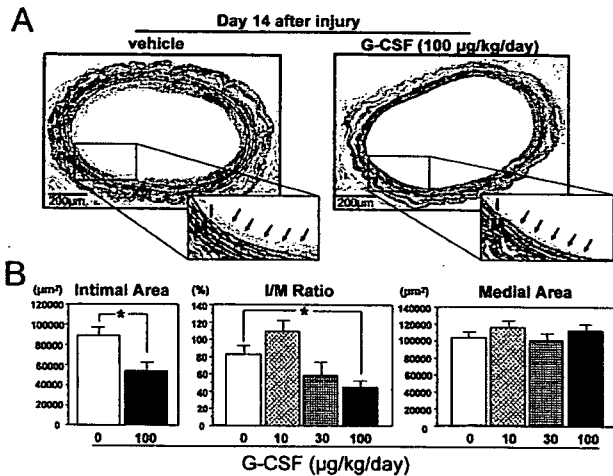 A
Day 14 after injury
vehicle
G-CSF (100 µg/kg/day)
200µm
I
200µm
I
B
(µm²) Intimal Area
120000
100000
80000
60000
40000
20000
0
*
0 100
(%) I/M Ratio
140
120
100
80
60
40
20
0
*
0 10 30 100
(µm²) Medial Area
140000
120000
100000
80000
60000
40000
20000
0
0 10 30 100
G-CSF (µg/kg/day)